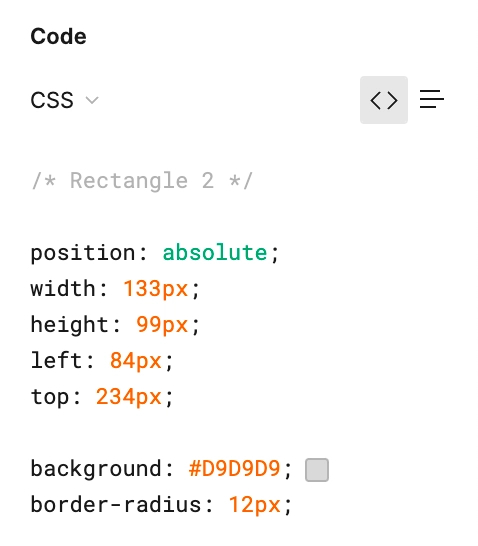 Code
CSS
/* Rectangle 2 */
position: absolute;
width: 133px;
height: 99px;
left: 84px;
top: 234px;
background: #D9D9D9;
border-radius: 12px;